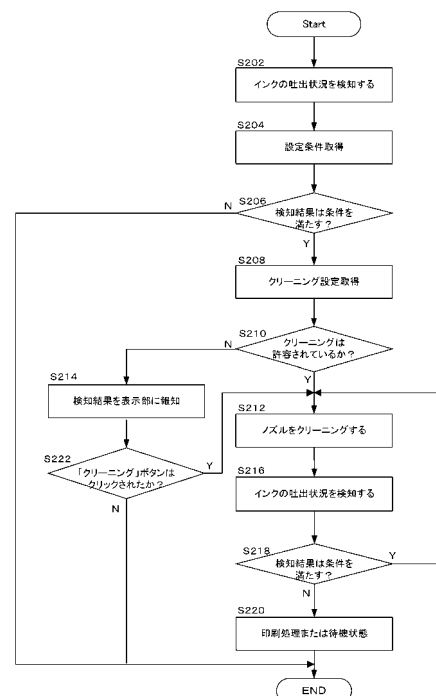 Start
S202
インクの吐出状況を検知する
S204
設定条件取得
S206
N
検知結果は条件を
満たす？
Y
S208
クリーニング設定取得
S210
N
クリーニングは
許容されているか？
Y
S214
検知結果を表示部に報知
S212
ノズルをクリーニングする
S222
「クリーニング」ボタンは
クリックされたか？
Y
N
S216
インクの吐出状況を検知する
S218
検知結果は条件を
満たす？
Y
N
S220
印刷処理または待機状態
END